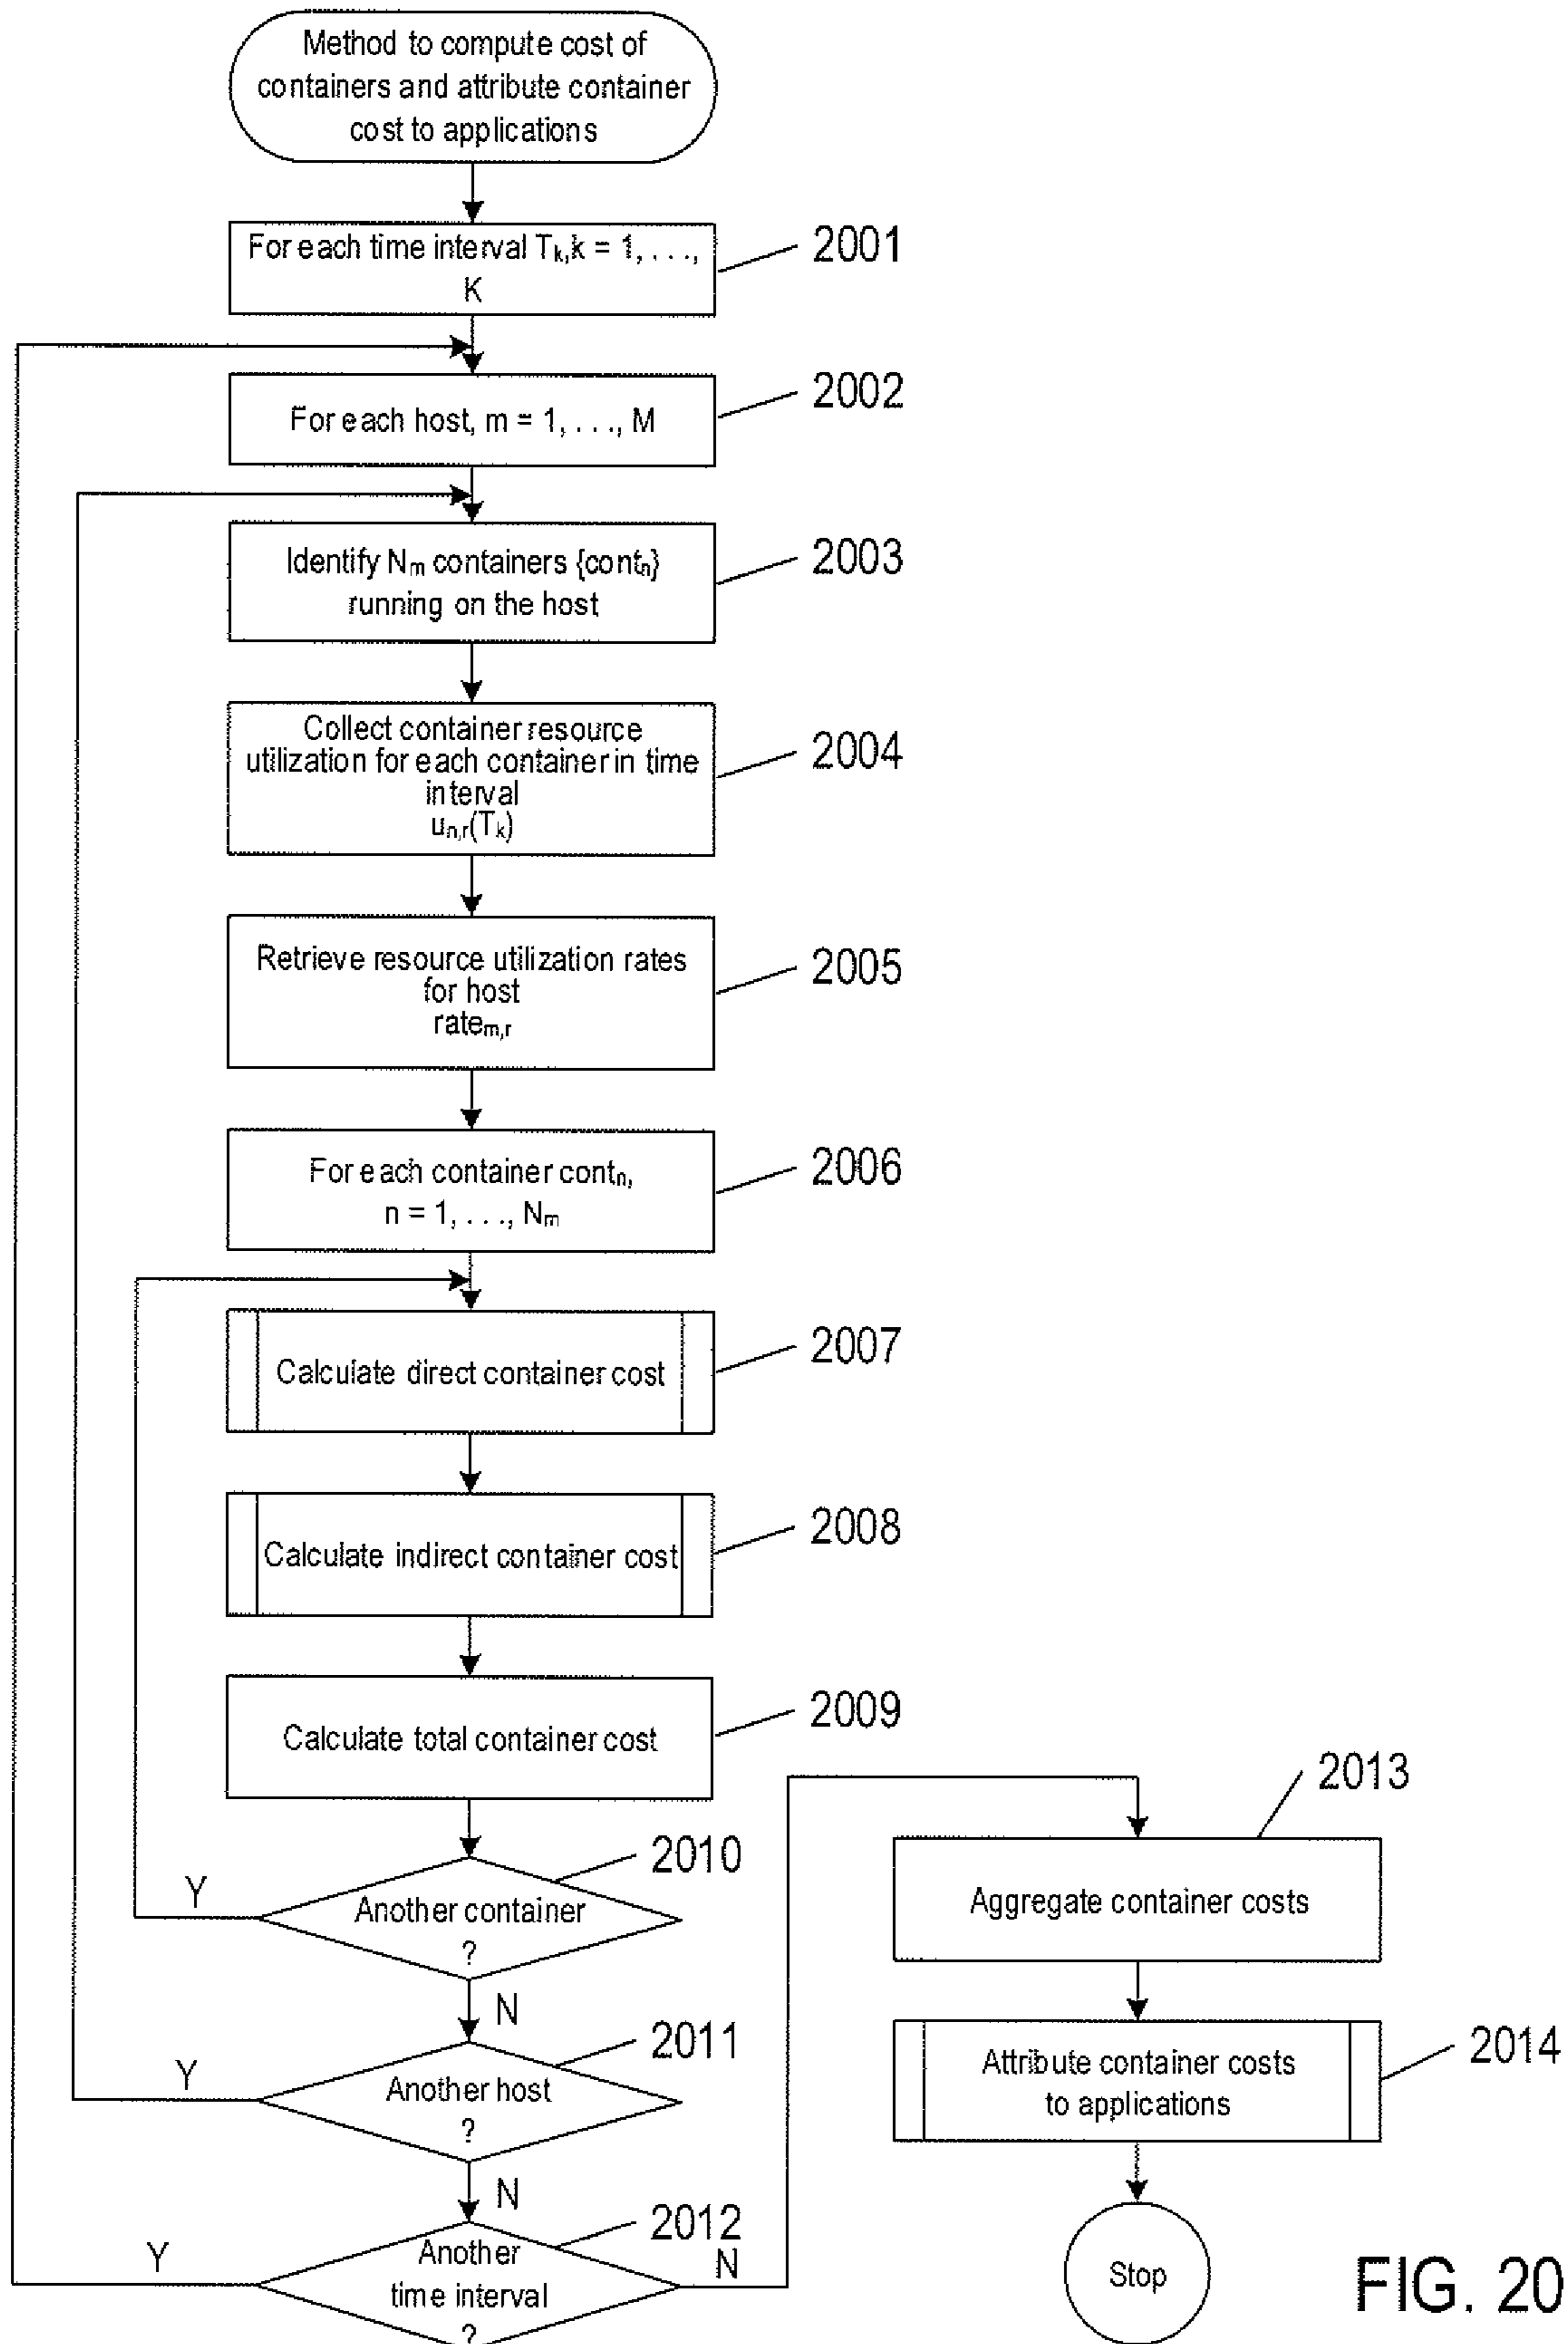 Method to compute cost of
containers and attribute container
cost to applications
For each time interval Tₖ,k = 1, . . .,
K
2001
For each host, m = 1, . . ., M
2002
Identify Nₘ containers {contₙ}
running on the host
2003
Collect container resource
utilization for each container in time
interval
uₙ,ᵣ(Tₖ)
2004
Retrieve resource utilization rates
for host
rateₘ,ᵣ
2005
For each container contₙ,
n = 1, . . ., Nₘ
2006
Calculate direct container cost
2007
Calculate indirect container cost
2008
Calculate total container cost
2009
Another container
?
2010
Y
N
Another host
?
2011
Y
N
Another
time interval
?
2012
Y
N
2013
Aggregate container costs
Attribute container costs
to applications
2014
Stop
FIG. 20